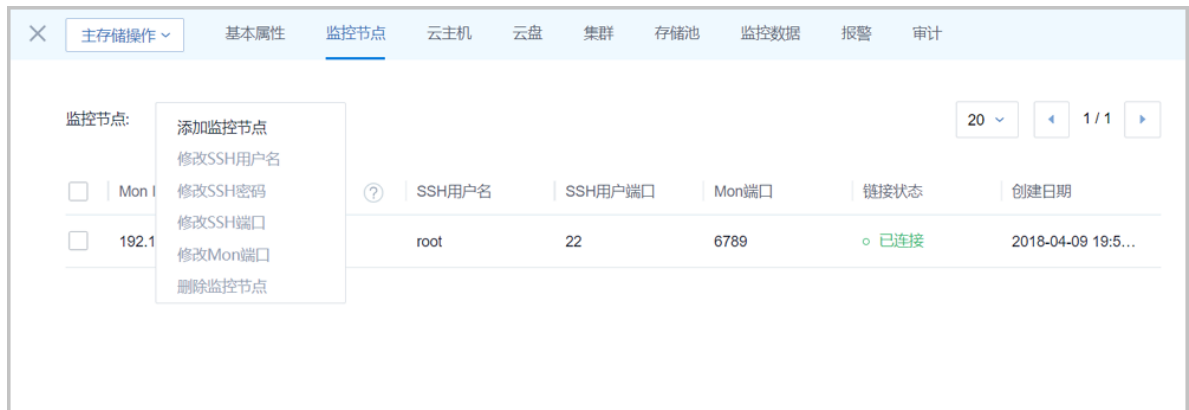 主存储操作 基本属性 监控节点 云主机 云盘 集群 存储池 监控数据 报警 审计
监控节点: 20 1 / 1
添加监控节点
修改SSH用户名
修改SSH密码
修改SSH端口
修改Mon端口
删除监控节点
Mon ? SSH用户名 SSH用户端口 Mon端口 链接状态 创建日期
192.1 root 22 6789 已连接 2018-04-09 19:5...